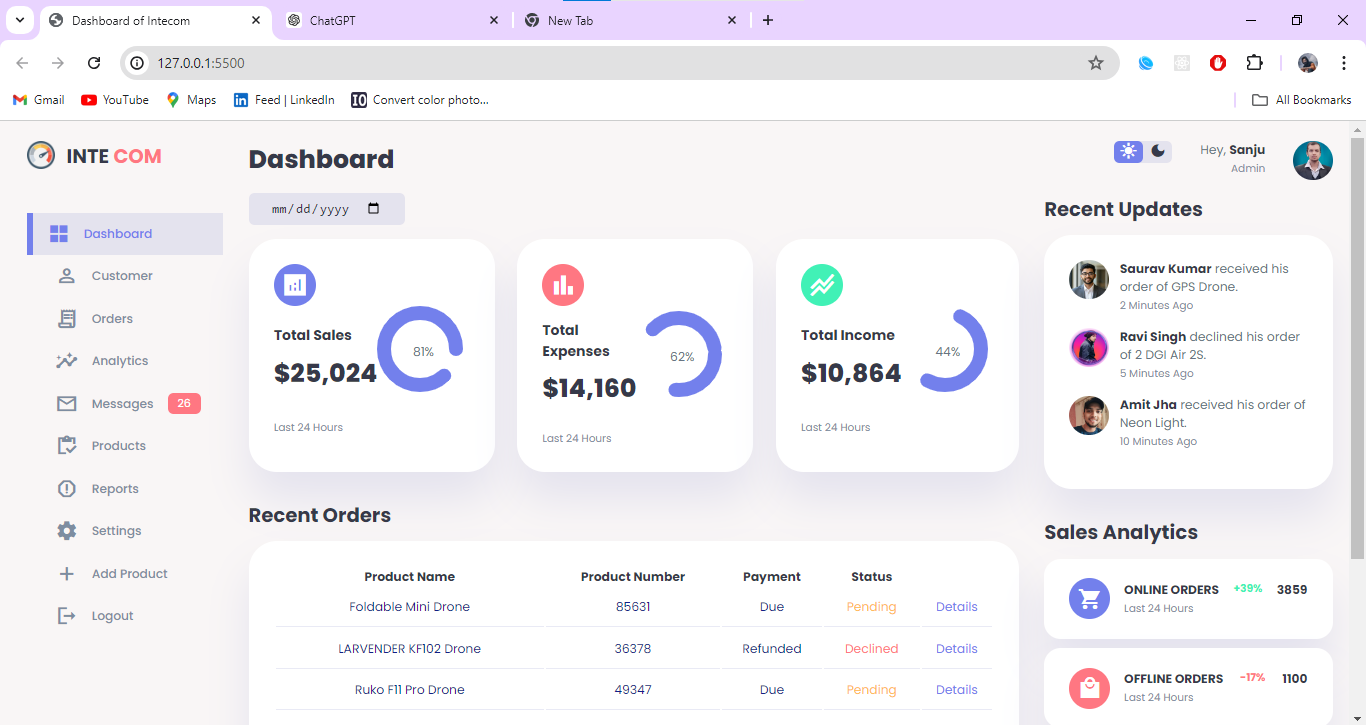 Dashboard of Intecom
ChatGPT
New Tab
127.0.0.1:5500
Gmail
YouTube
Maps
Feed | LinkedIn
Convert color photo...
All Bookmarks
INTE COM
Dashboard
Customer
Orders
Analytics
Messages 26
Products
Reports
Settings
Add Product
Logout
Dashboard
mm/dd/yyyy
Total Sales
$25,024
81%
Last 24 Hours
Total
Expenses
$14,160
62%
Last 24 Hours
Total Income
$10,864
44%
Last 24 Hours
Recent Orders
Product Name Product Number Payment Status
Foldable Mini Drone 85631 Due Pending Details
LARVENDER KF102 Drone 36378 Refunded Declined Details
Ruko F11 Pro Drone 49347 Due Pending Details
Hey, Sanju
Admin
Recent Updates
Saurav Kumar received his
order of GPS Drone.
2 Minutes Ago
Ravi Singh declined his order
of 2 DGI Air 2S.
5 Minutes Ago
Amit Jha received his order of
Neon Light.
10 Minutes Ago
Sales Analytics
ONLINE ORDERS +39% 3859
Last 24 Hours
OFFLINE ORDERS -17% 1100
Last 24 Hours